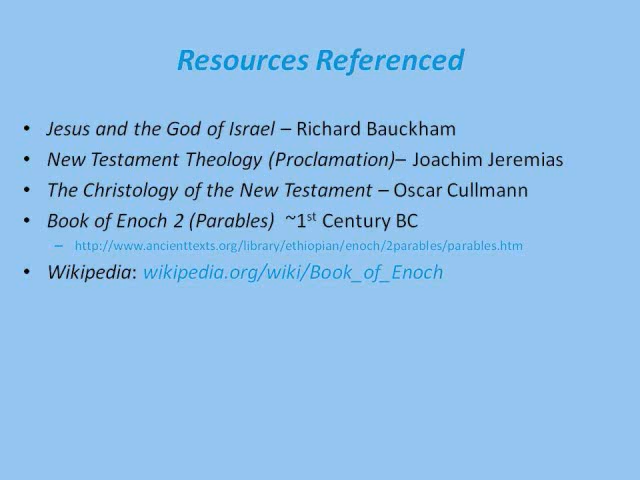 Resources Referenced
• Jesus and the God of Israel – Richard Bauckham
• New Testament Theology (Proclamation)– Joachim Jeremias
• The Christology of the New Testament – Oscar Cullmann
• Book of Enoch 2 (Parables) ~1st Century BC
– http://www.ancienttexts.org/library/ethiopian/enoch/2parables/parables.htm
• Wikipedia: wikipedia.org/wiki/Book_of_Enoch